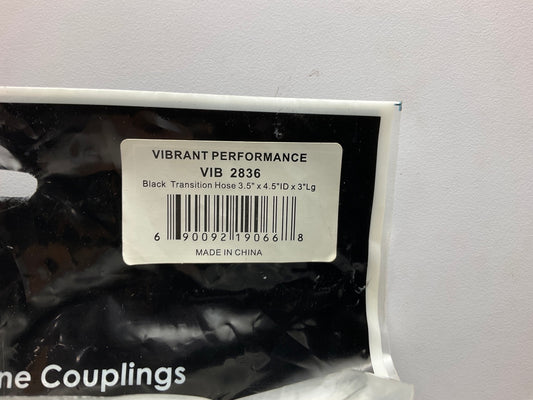 VIBRANT PERFORMANCE
VIB 2836
Black Transition Hose 3.5" x 4.5"ID x 3"Lg
6 90092 19066 8
MADE IN CHINA
ne Couplings